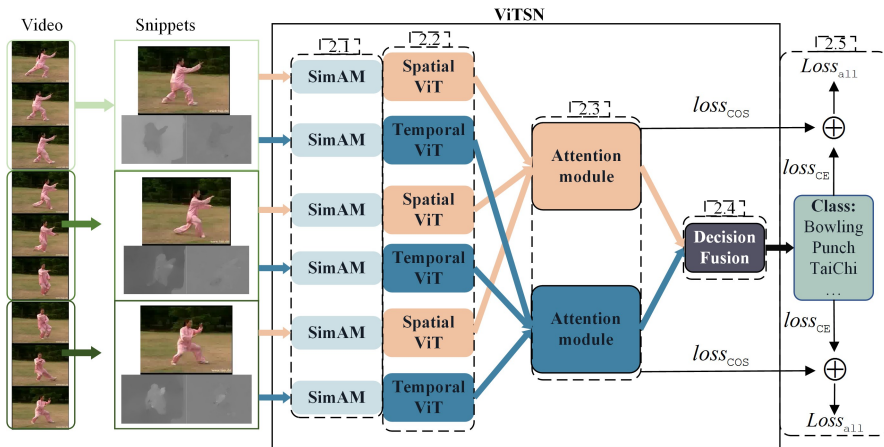 Video
Snippets
ViTSN
2.1
2.2
2.3
2.4
2.5
SimAM
Spatial
ViT
SimAM
Temporal
ViT
SimAM
Spatial
ViT
SimAM
Temporal
ViT
SimAM
Spatial
ViT
SimAM
Temporal
ViT
Attention
module
Attention
module
Decision
Fusion
loss_COS
loss_COS
Loss_all
loss_CE
Class:
Bowling
Punch
TaiChi
...
loss_CE
Loss_all